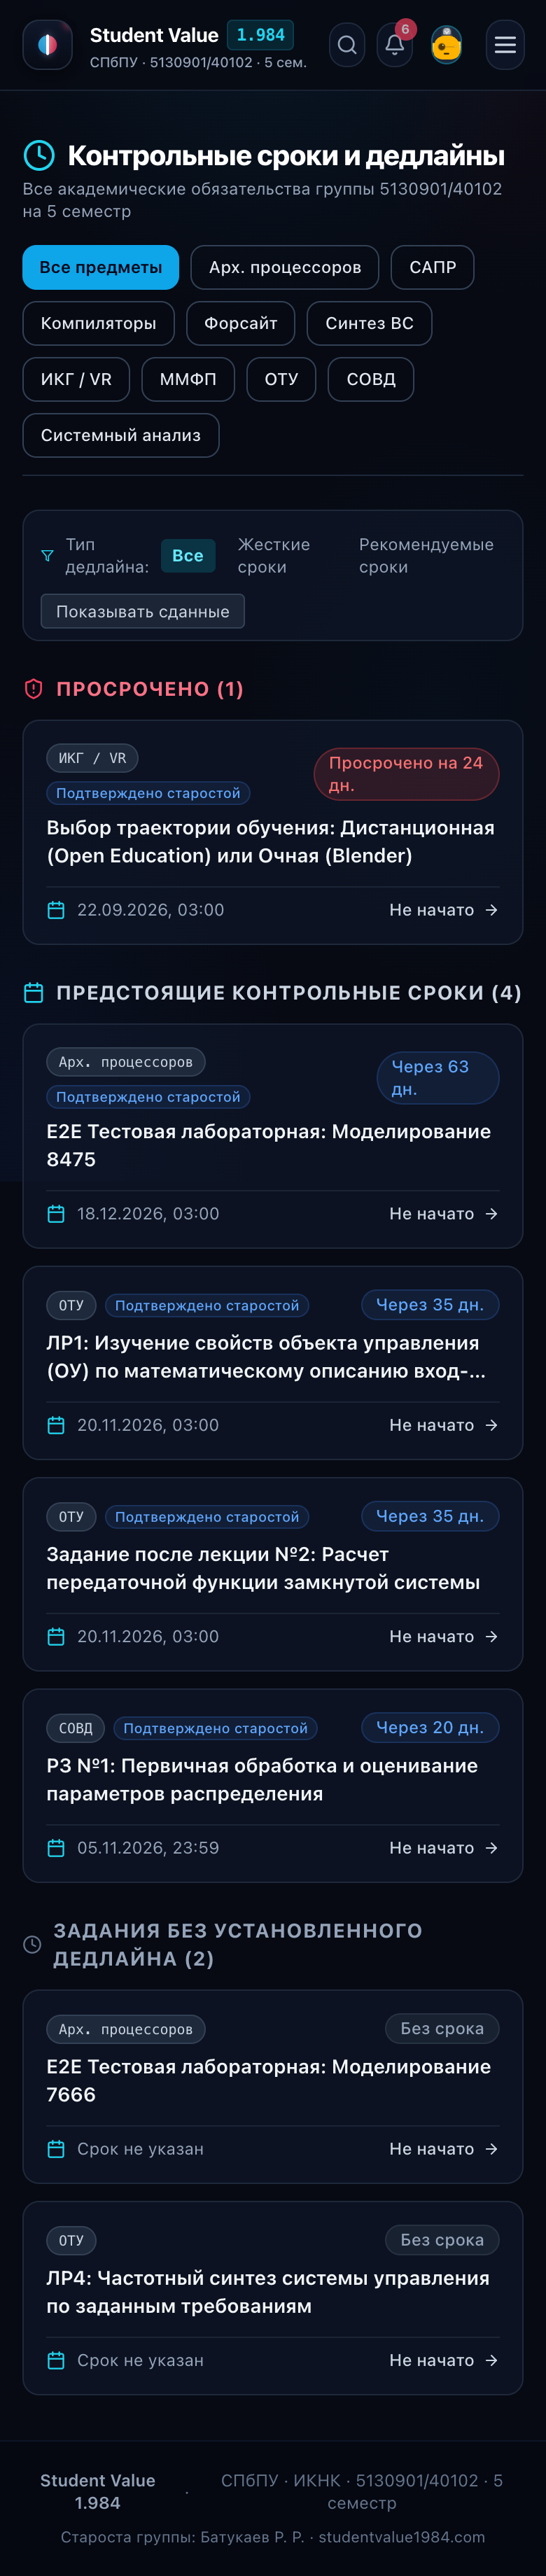 Student Value 1.984
СПбПУ · 5130901/40102 · 5 сем.
6
Контрольные сроки и дедлайны
Все академические обязательства группы 5130901/40102
на 5 семестр
Все предметы
Арх. процессоров
САПР
Компиляторы
Форсайт
Синтез ВС
ИКГ / VR
ММФП
ОТУ
СОВД
Системный анализ
Тип
дедлайна:
Все
Жесткие
сроки
Рекомендуемые
сроки
Показывать сданные
ПРОСРОЧЕНО (1)
ИКГ / VR
Подтверждено старостой
Просрочено на 24
дн.
Выбор траектории обучения: Дистанционная
(Open Education) или Очная (Blender)
22.09.2026, 03:00
Не начато →
ПРЕДСТОЯЩИЕ КОНТРОЛЬНЫЕ СРОКИ (4)
Арх. процессоров
Подтверждено старостой
Через 63
дн.
E2E Тестовая лабораторная: Моделирование
8475
18.12.2026, 03:00
Не начато →
ОТУ
Подтверждено старостой
Через 35 дн.
ЛР1: Изучение свойств объекта управления
(ОУ) по математическому описанию вход-...
20.11.2026, 03:00
Не начато →
ОТУ
Подтверждено старостой
Через 35 дн.
Задание после лекции №2: Расчет
передаточной функции замкнутой системы
20.11.2026, 03:00
Не начато →
СОВД
Подтверждено старостой
Через 20 дн.
РЗ №1: Первичная обработка и оценивание
параметров распределения
05.11.2026, 23:59
Не начато →
ЗАДАНИЯ БЕЗ УСТАНОВЛЕННОГО
ДЕДЛАЙНА (2)
Арх. процессоров
Без срока
E2E Тестовая лабораторная: Моделирование
7666
Срок не указан
Не начато →
ОТУ
Без срока
ЛР4: Частотный синтез системы управления
по заданным требованиям
Срок не указан
Не начато →
Student Value
1.984
·
СПбПУ · ИКНК · 5130901/40102 · 5
семестр
Староста группы: Батукаев Р. Р. · studentvalue1984.com